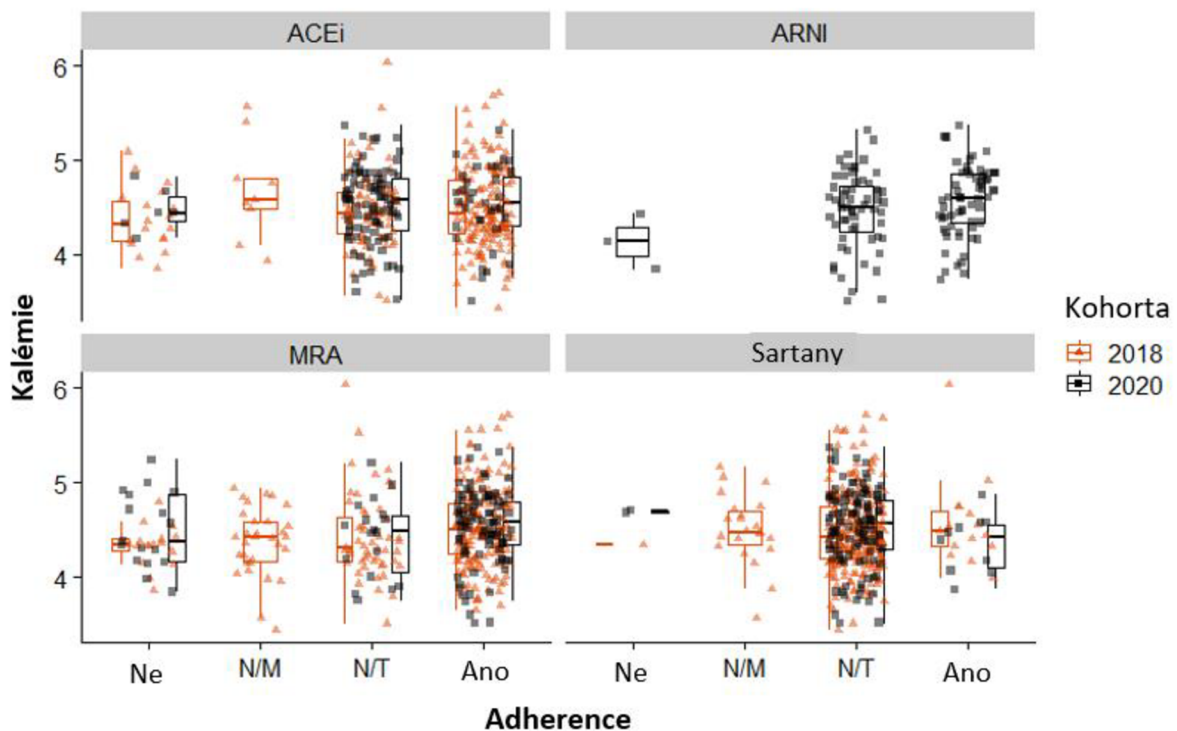 ACEi
ARNI
6
5
4
MRA
Sartany
6
5
4
Kalémie
Ne
N/M
N/T
Ano
Ne
N/M
N/T
Ano
Adherence
Kohorta
2018
2020